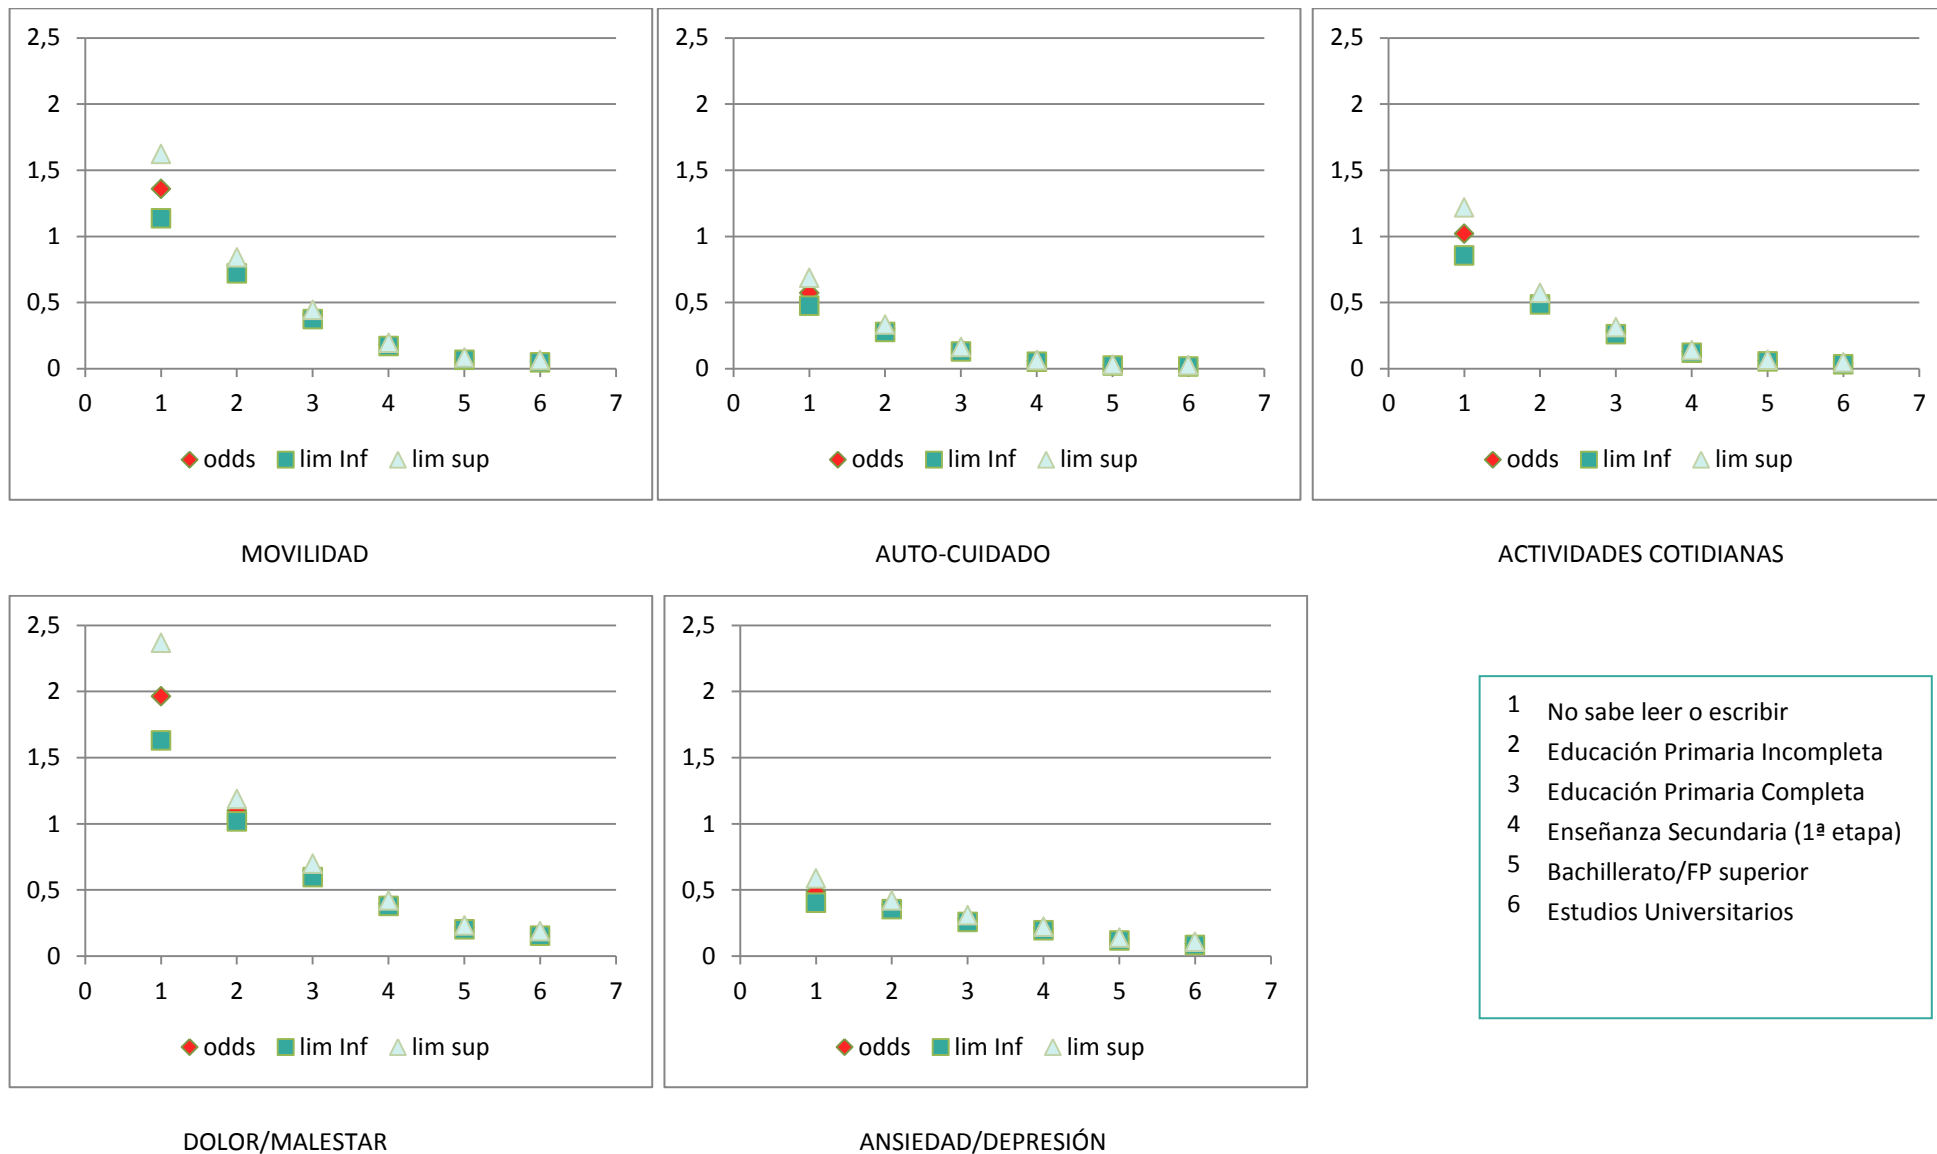 2,5
2
1,5
1
0,5
0
0 1 2 3 4 5 6 7
odds lim Inf lim sup
MOVILIDAD
2,5
2
1,5
1
0,5
0
0 1 2 3 4 5 6 7
odds lim Inf lim sup
AUTO-CUIDADO
2,5
2
1,5
1
0,5
0
0 1 2 3 4 5 6 7
odds lim Inf lim sup
ACTIVIDADES COTIDIANAS
2,5
2
1,5
1
0,5
0
0 1 2 3 4 5 6 7
odds lim Inf lim sup
DOLOR/MALESTAR
2,5
2
1,5
1
0,5
0
0 1 2 3 4 5 6 7
odds lim Inf lim sup
ANSIEDAD/DEPRESIÓN
1 No sabe leer o escribir
2 Educación Primaria Incompleta
3 Educación Primaria Completa
4 Enseñanza Secundaria (1ª etapa)
5 Bachillerato/FP superior
6 Estudios Universitarios